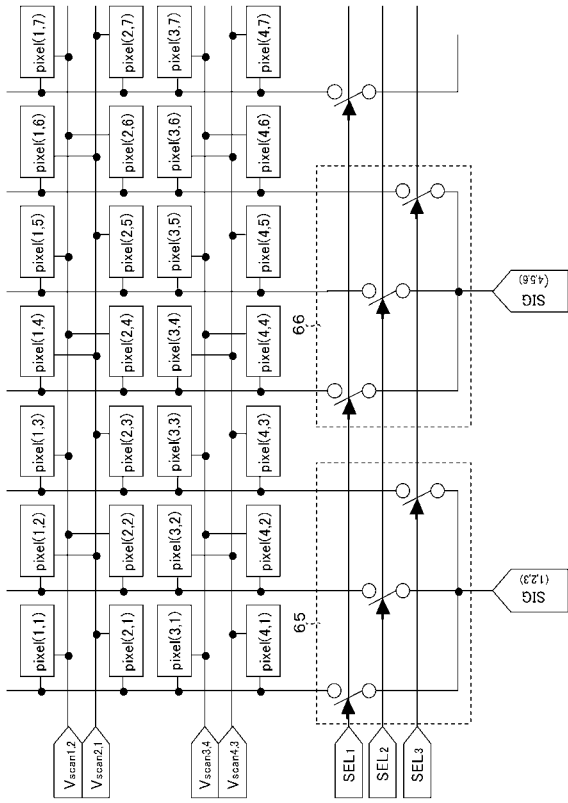 pixel(1,1) pixel(1,2) pixel(1,3) pixel(1,4) pixel(1,5) pixel(1,6) pixel(1,7)
Vscan1,2
Vscan2,1
pixel(2,1) pixel(2,2) pixel(2,3) pixel(2,4) pixel(2,5) pixel(2,6) pixel(2,7)
pixel(3,1) pixel(3,2) pixel(3,3) pixel(3,4) pixel(3,5) pixel(3,6) pixel(3,7)
Vscan3,4
Vscan4,3
pixel(4,1) pixel(4,2) pixel(4,3) pixel(4,4) pixel(4,5) pixel(4,6) pixel(4,7)
65 66
SEL1
SEL2
SEL3
SIG SIG
(1,2,3) (4,5,6)